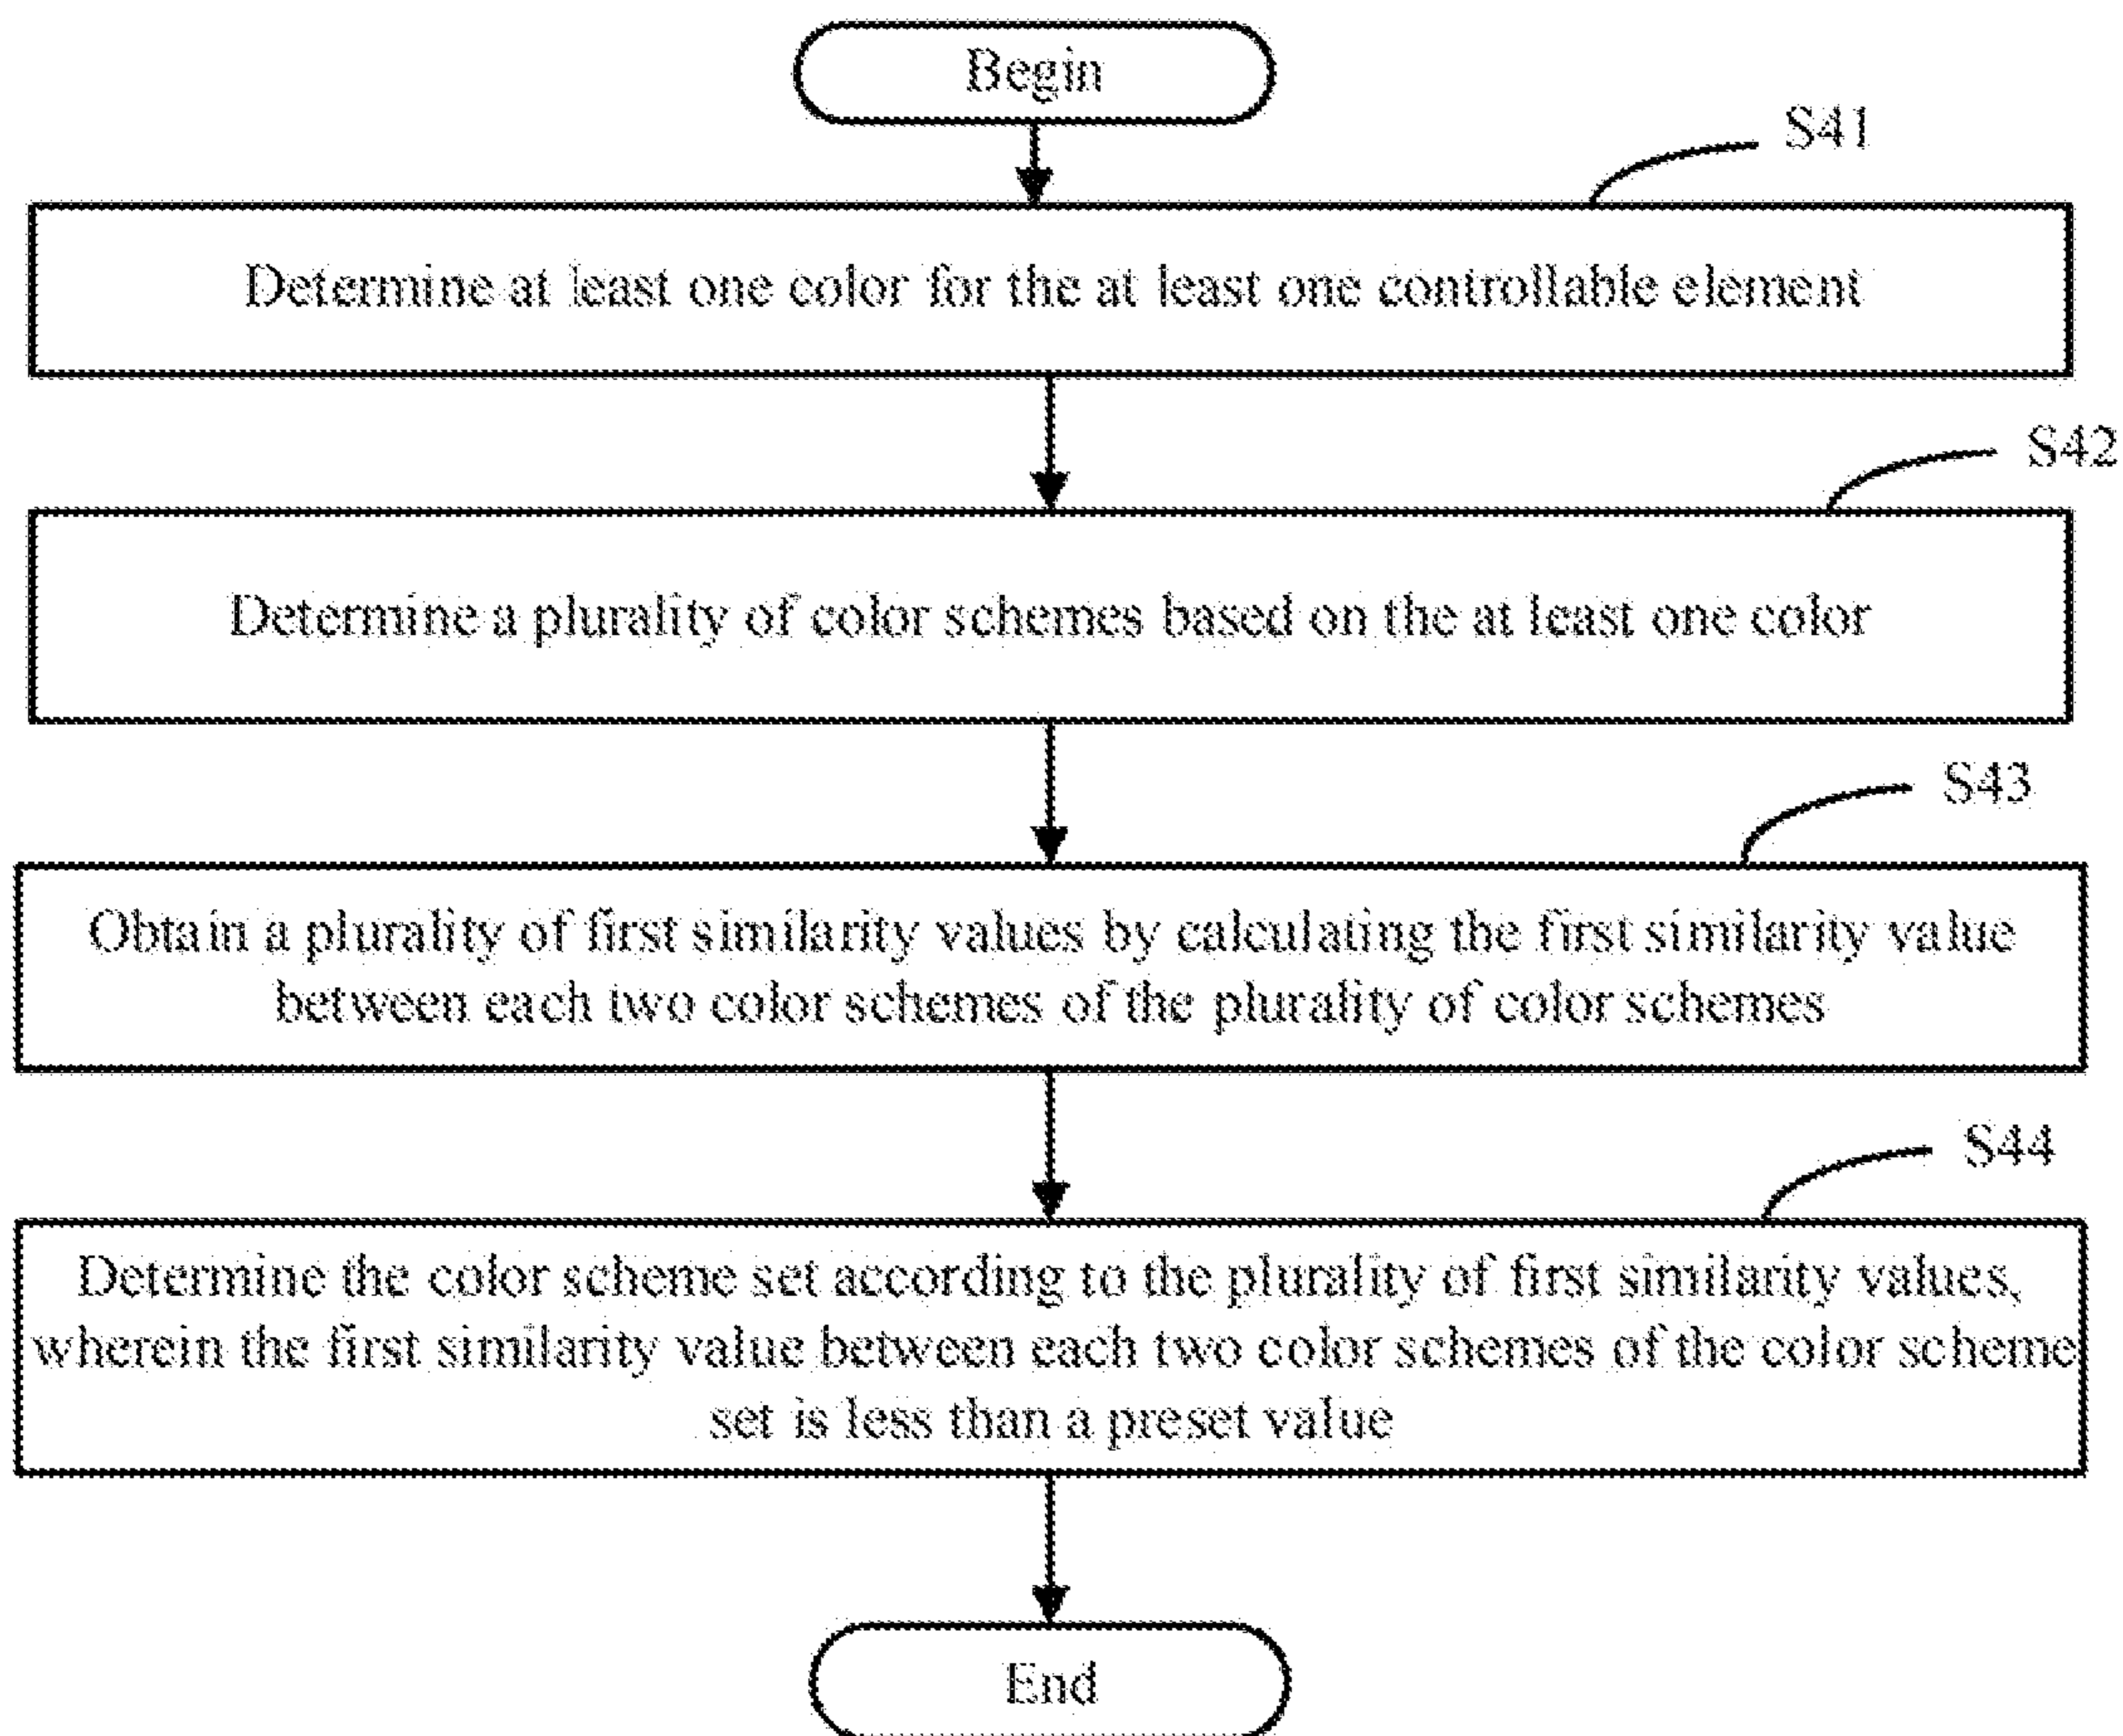 Begin
S41
Determine at least one color for the at least one controllable element
S42
Determine a plurality of color schemes based on the at least one color
S43
Obtain a plurality of first similarity values by calculating the first similarity value
between each two color schemes of the plurality of color schemes
S44
Determine the color scheme set according to the plurality of first similarity values,
wherein the first similarity value between each two color schemes of the color scheme
set is less than a preset value
End